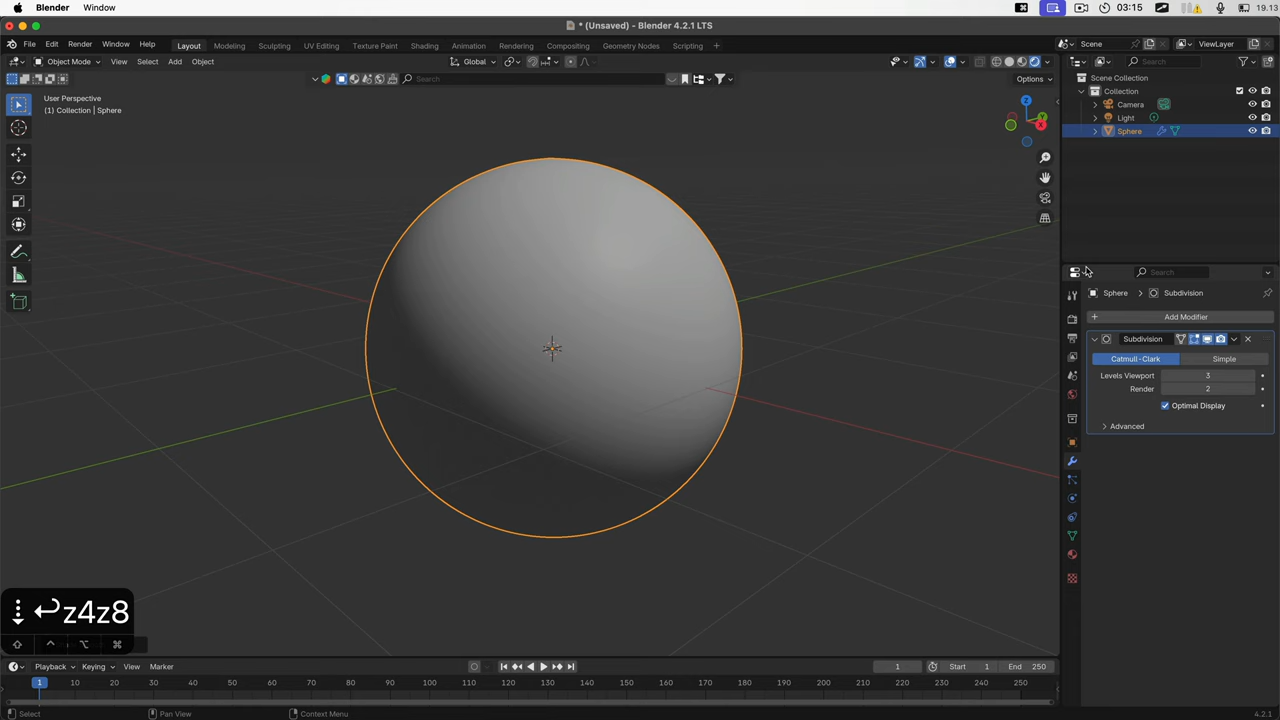 Blender Window 03:15 19.13
* (Unsaved) - Blender 4.2.1 LTS
File Edit Render Window Help Layout Modeling Sculpting UV Editing Texture Paint Shading Animation Rendering Compositing Geometry Nodes Scripting Scene ViewLayer
Object Mode View Select Add Object Global Search
Search Options
User Perspective
(1) Collection | Sphere
Z
Y
X
Scene Collection
Collection
Camera
Light
Sphere
Search
Sphere > Subdivision
+ Add Modifier
Subdivision
Catmull-Clark Simple
Levels Viewport 3
Render 2
Optimal Display
Advanced
z4z8
Playback Keying View Marker 1 Start 1 End 250
1 10 20 30 40 50 60 70 80 90 100 110 120 130 140 150 160 170 180 190 200 210 220 230 240 250
Select Pan View Context Menu 4.2.1